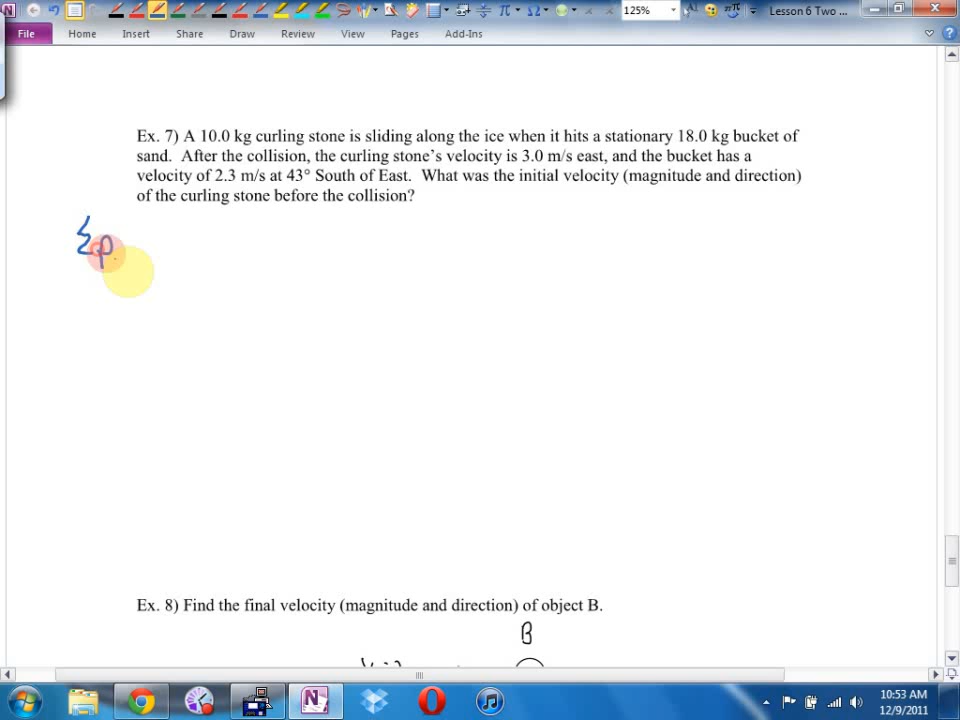 125%
Lesson 6 Two ...
File Home Insert Share Draw Review View Pages Add-Ins
Ex. 7) A 10.0 kg curling stone is sliding along the ice when it hits a stationary 18.0 kg bucket of
sand. After the collision, the curling stone's velocity is 3.0 m/s east, and the bucket has a
velocity of 2.3 m/s at 43° South of East. What was the initial velocity (magnitude and direction)
of the curling stone before the collision?
Σp
Ex. 8) Find the final velocity (magnitude and direction) of object B.
B
10:53 AM
12/9/2011